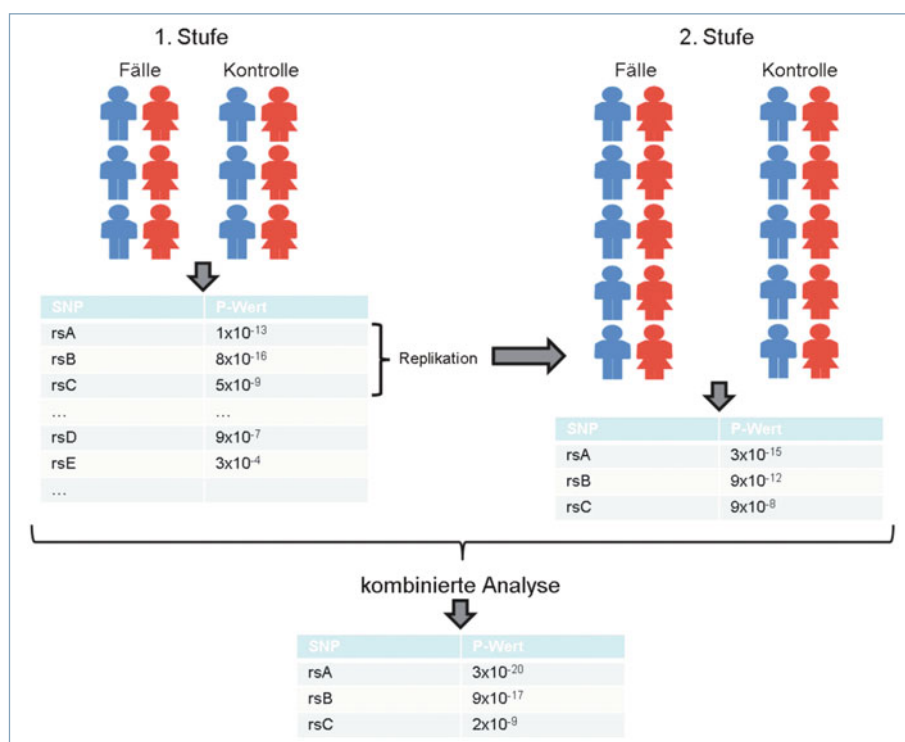 1. Stufe
Fälle Kontrolle
SNP P-Wert
rsA 1x10⁻¹³
rsB 8x10⁻¹⁶
rsC 5x10⁻⁹
... ...
rsD 9x10⁻⁷
rsE 3x10⁻⁴
...
Replikation
2. Stufe
Fälle Kontrolle
SNP P-Wert
rsA 3x10⁻¹⁵
rsB 9x10⁻¹²
rsC 9x10⁻⁸
kombinierte Analyse
SNP P-Wert
rsA 3x10⁻²⁰
rsB 9x10⁻¹⁷
rsC 2x10⁻⁹